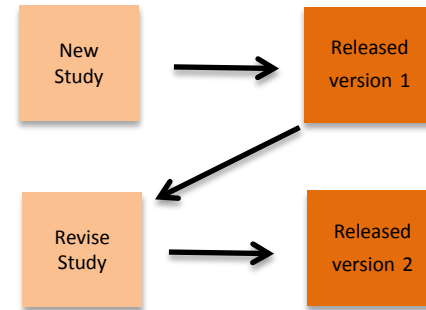 New
Study
Released
version 1
Revise
Study
Released
version 2